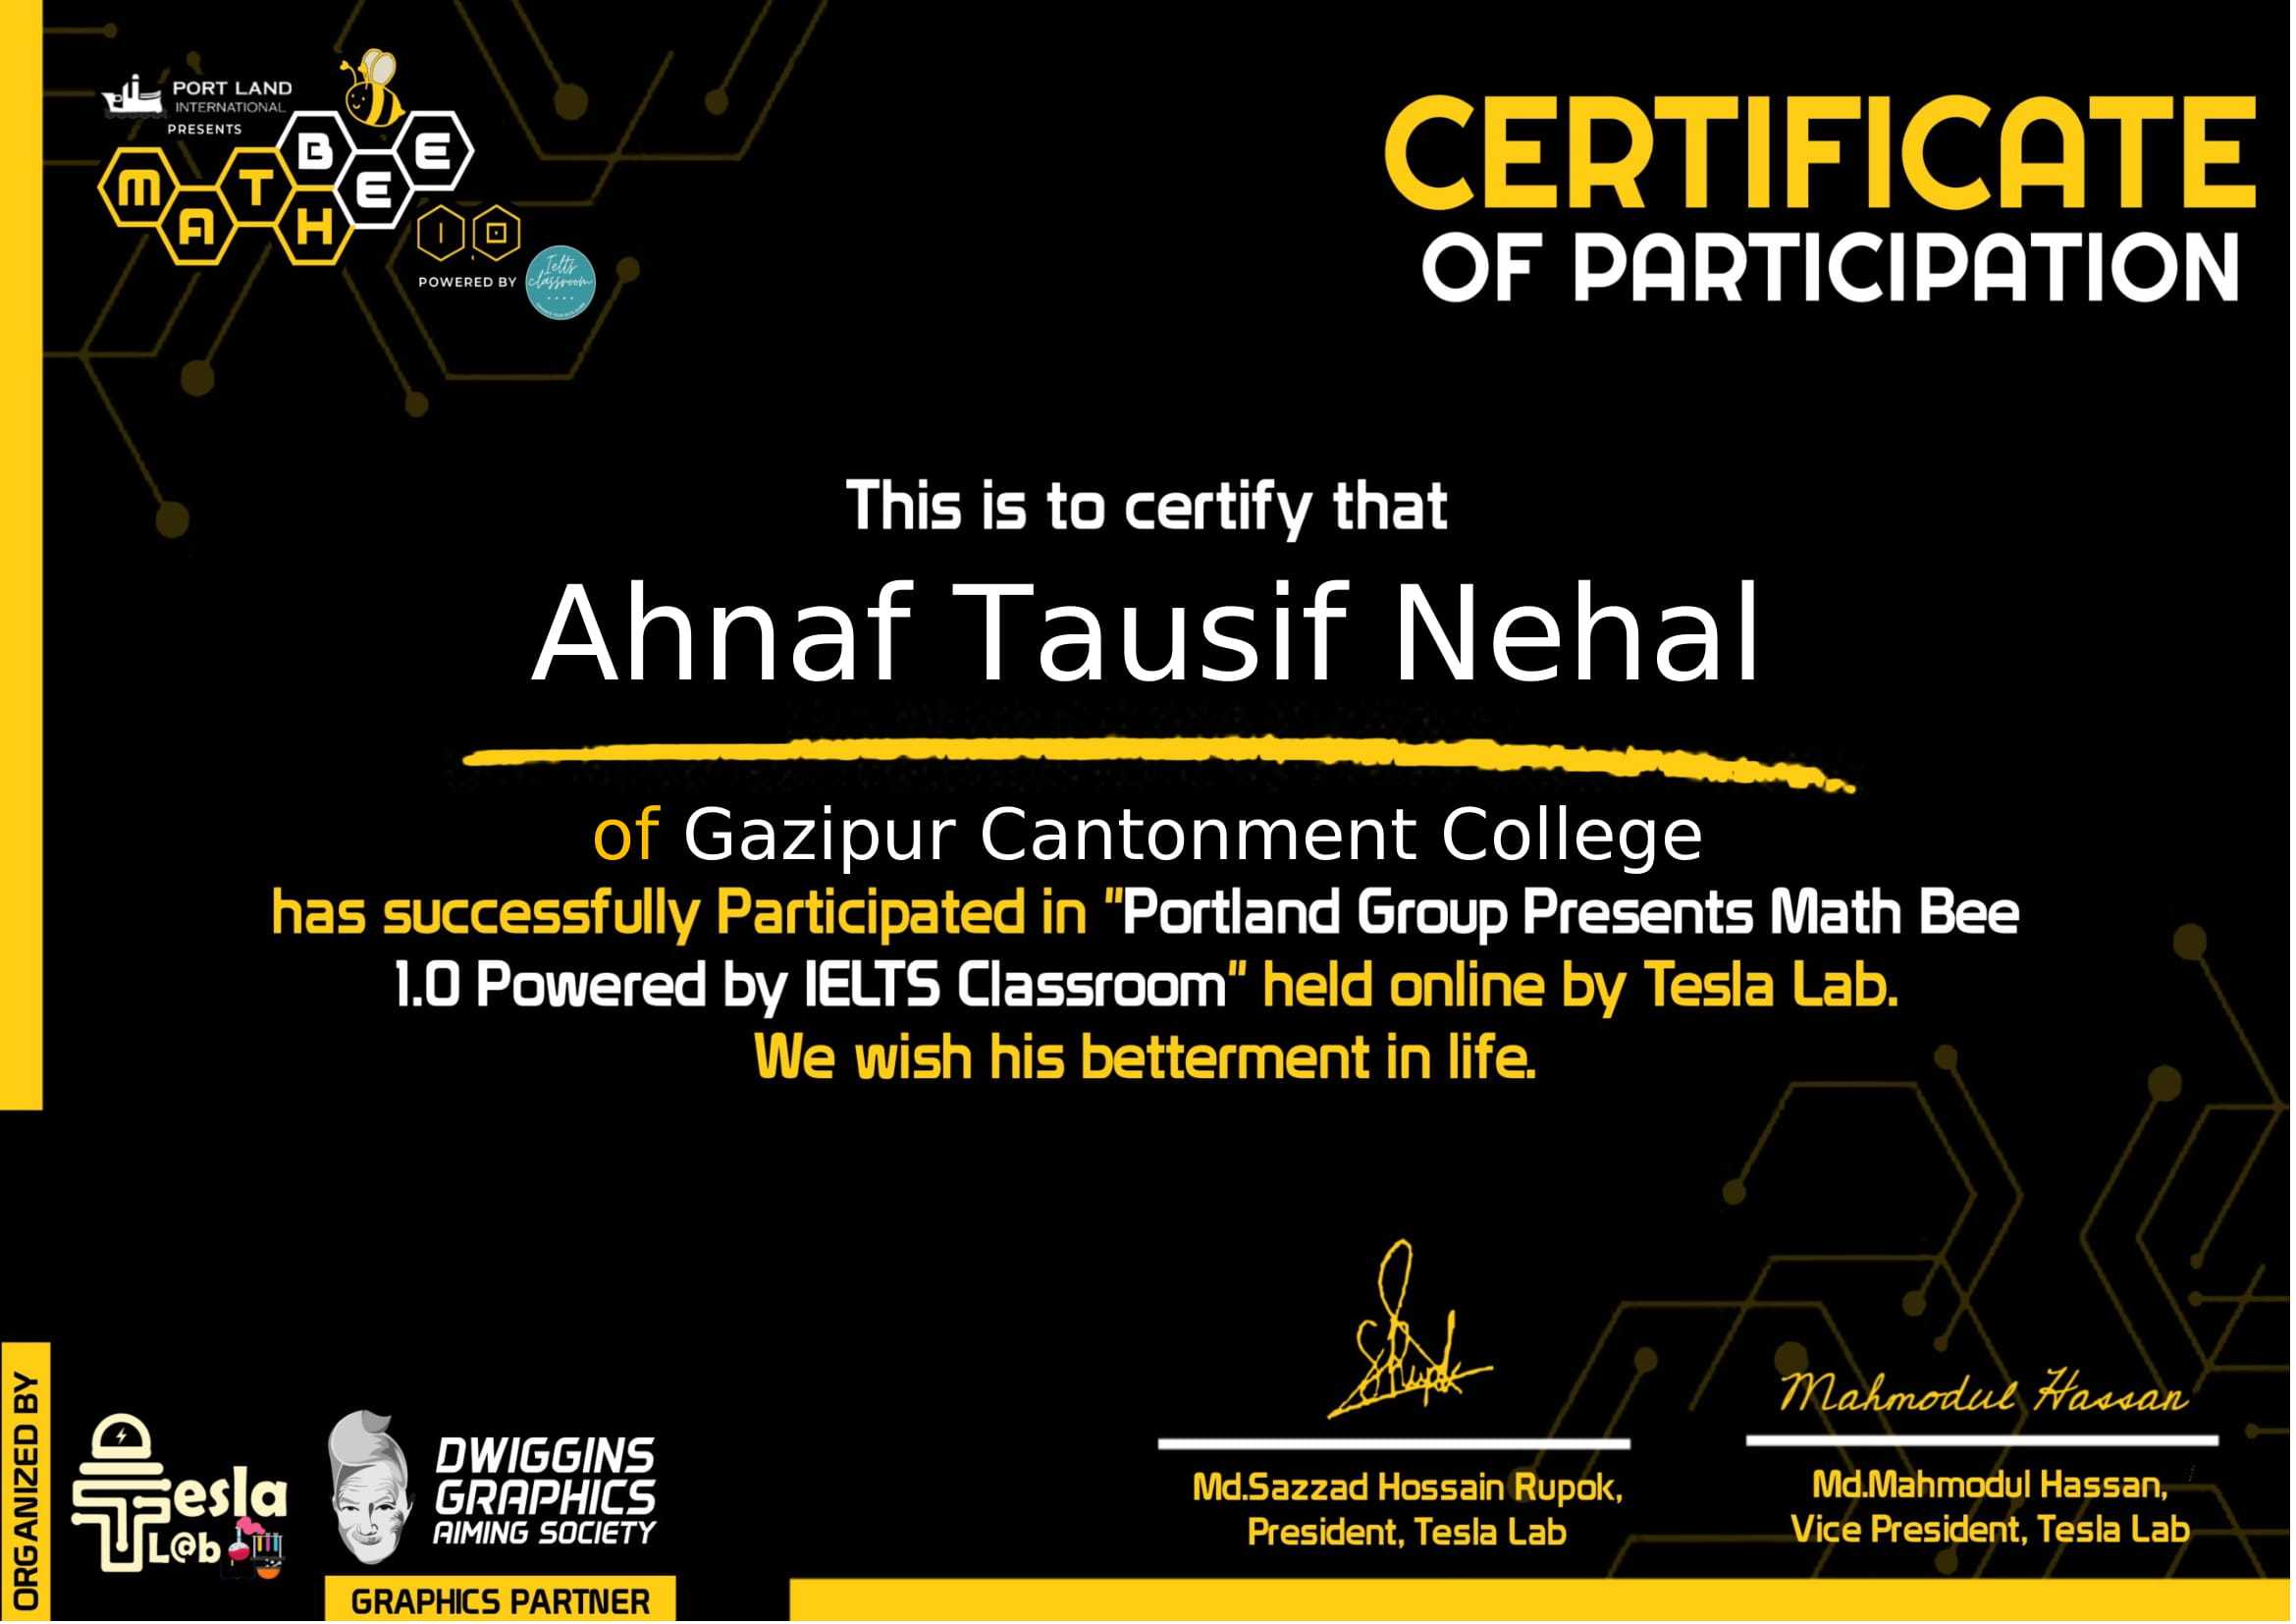 PORT LAND
INTERNATIONAL
PRESENTS
MATH BEE
1.0
POWERED BY
Ielts
classroom
CERTIFICATE
OF PARTICIPATION
This is to certify that
Ahnaf Tausif Nehal
of Gazipur Cantonment College
has successfully Participated in "Portland Group Presents Math Bee
1.0 Powered by IELTS Classroom" held online by Tesla Lab.
We wish his betterment in life.
SRupok
Mahmodul Hassan
Md.Sazzad Hossain Rupok,
President, Tesla Lab
Md.Mahmodul Hassan,
Vice President, Tesla Lab
ORGANIZED BY
Tesla
L@b
DWIGGINS
GRAPHICS
AIMING SOCIETY
GRAPHICS PARTNER